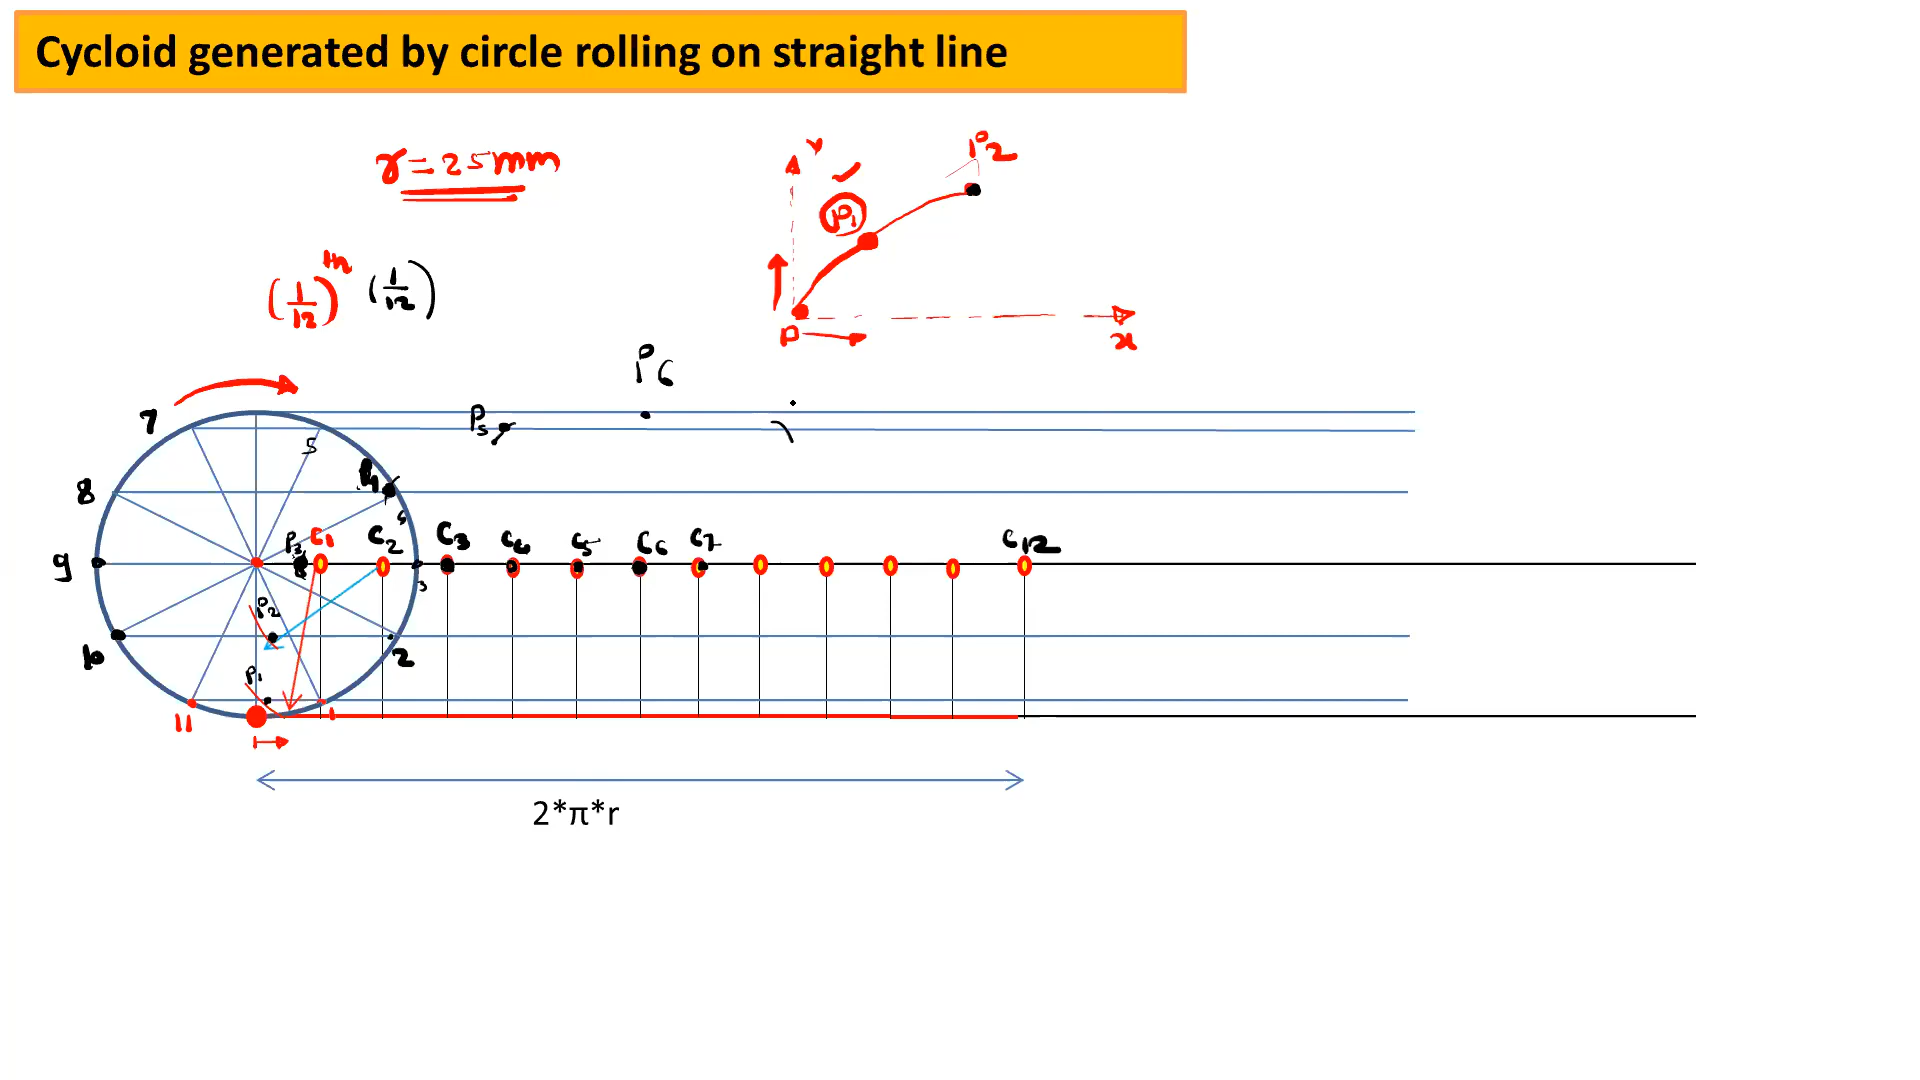 Cycloid generated by circle rolling on straight line
r = 25mm
y
P2
P1
(1/12)th (1/12)
P
x
P6
7
P5
5
8
P4
4
P3 C1 C2 C3 C4 C5 C6 C7 C12
9
3
P2
10
2
P1
11
1
2*π*r